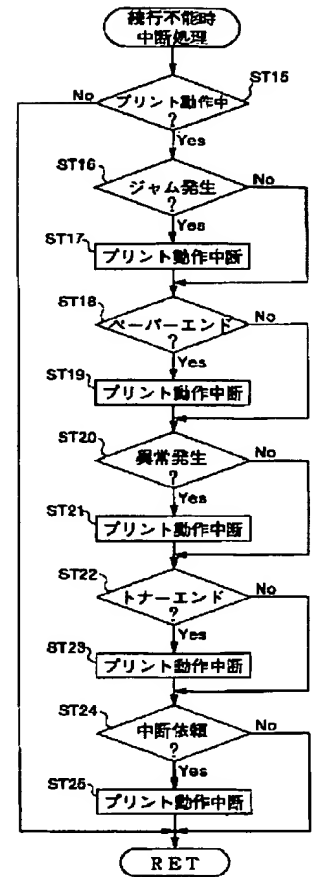 続行不能時
中断処理
ST15
No
プリント動作中
?
Yes
ST16
ジャム発生
No
?
Yes
ST17
プリント動作中断
ST18
ペーパーエンド
No
?
Yes
ST19
プリント動作中断
ST20
異常発生
No
?
Yes
ST21
プリント動作中断
ST22
トナーエンド
No
?
Yes
ST23
プリント動作中断
ST24
中断依頼
No
?
Yes
ST25
プリント動作中断
RET